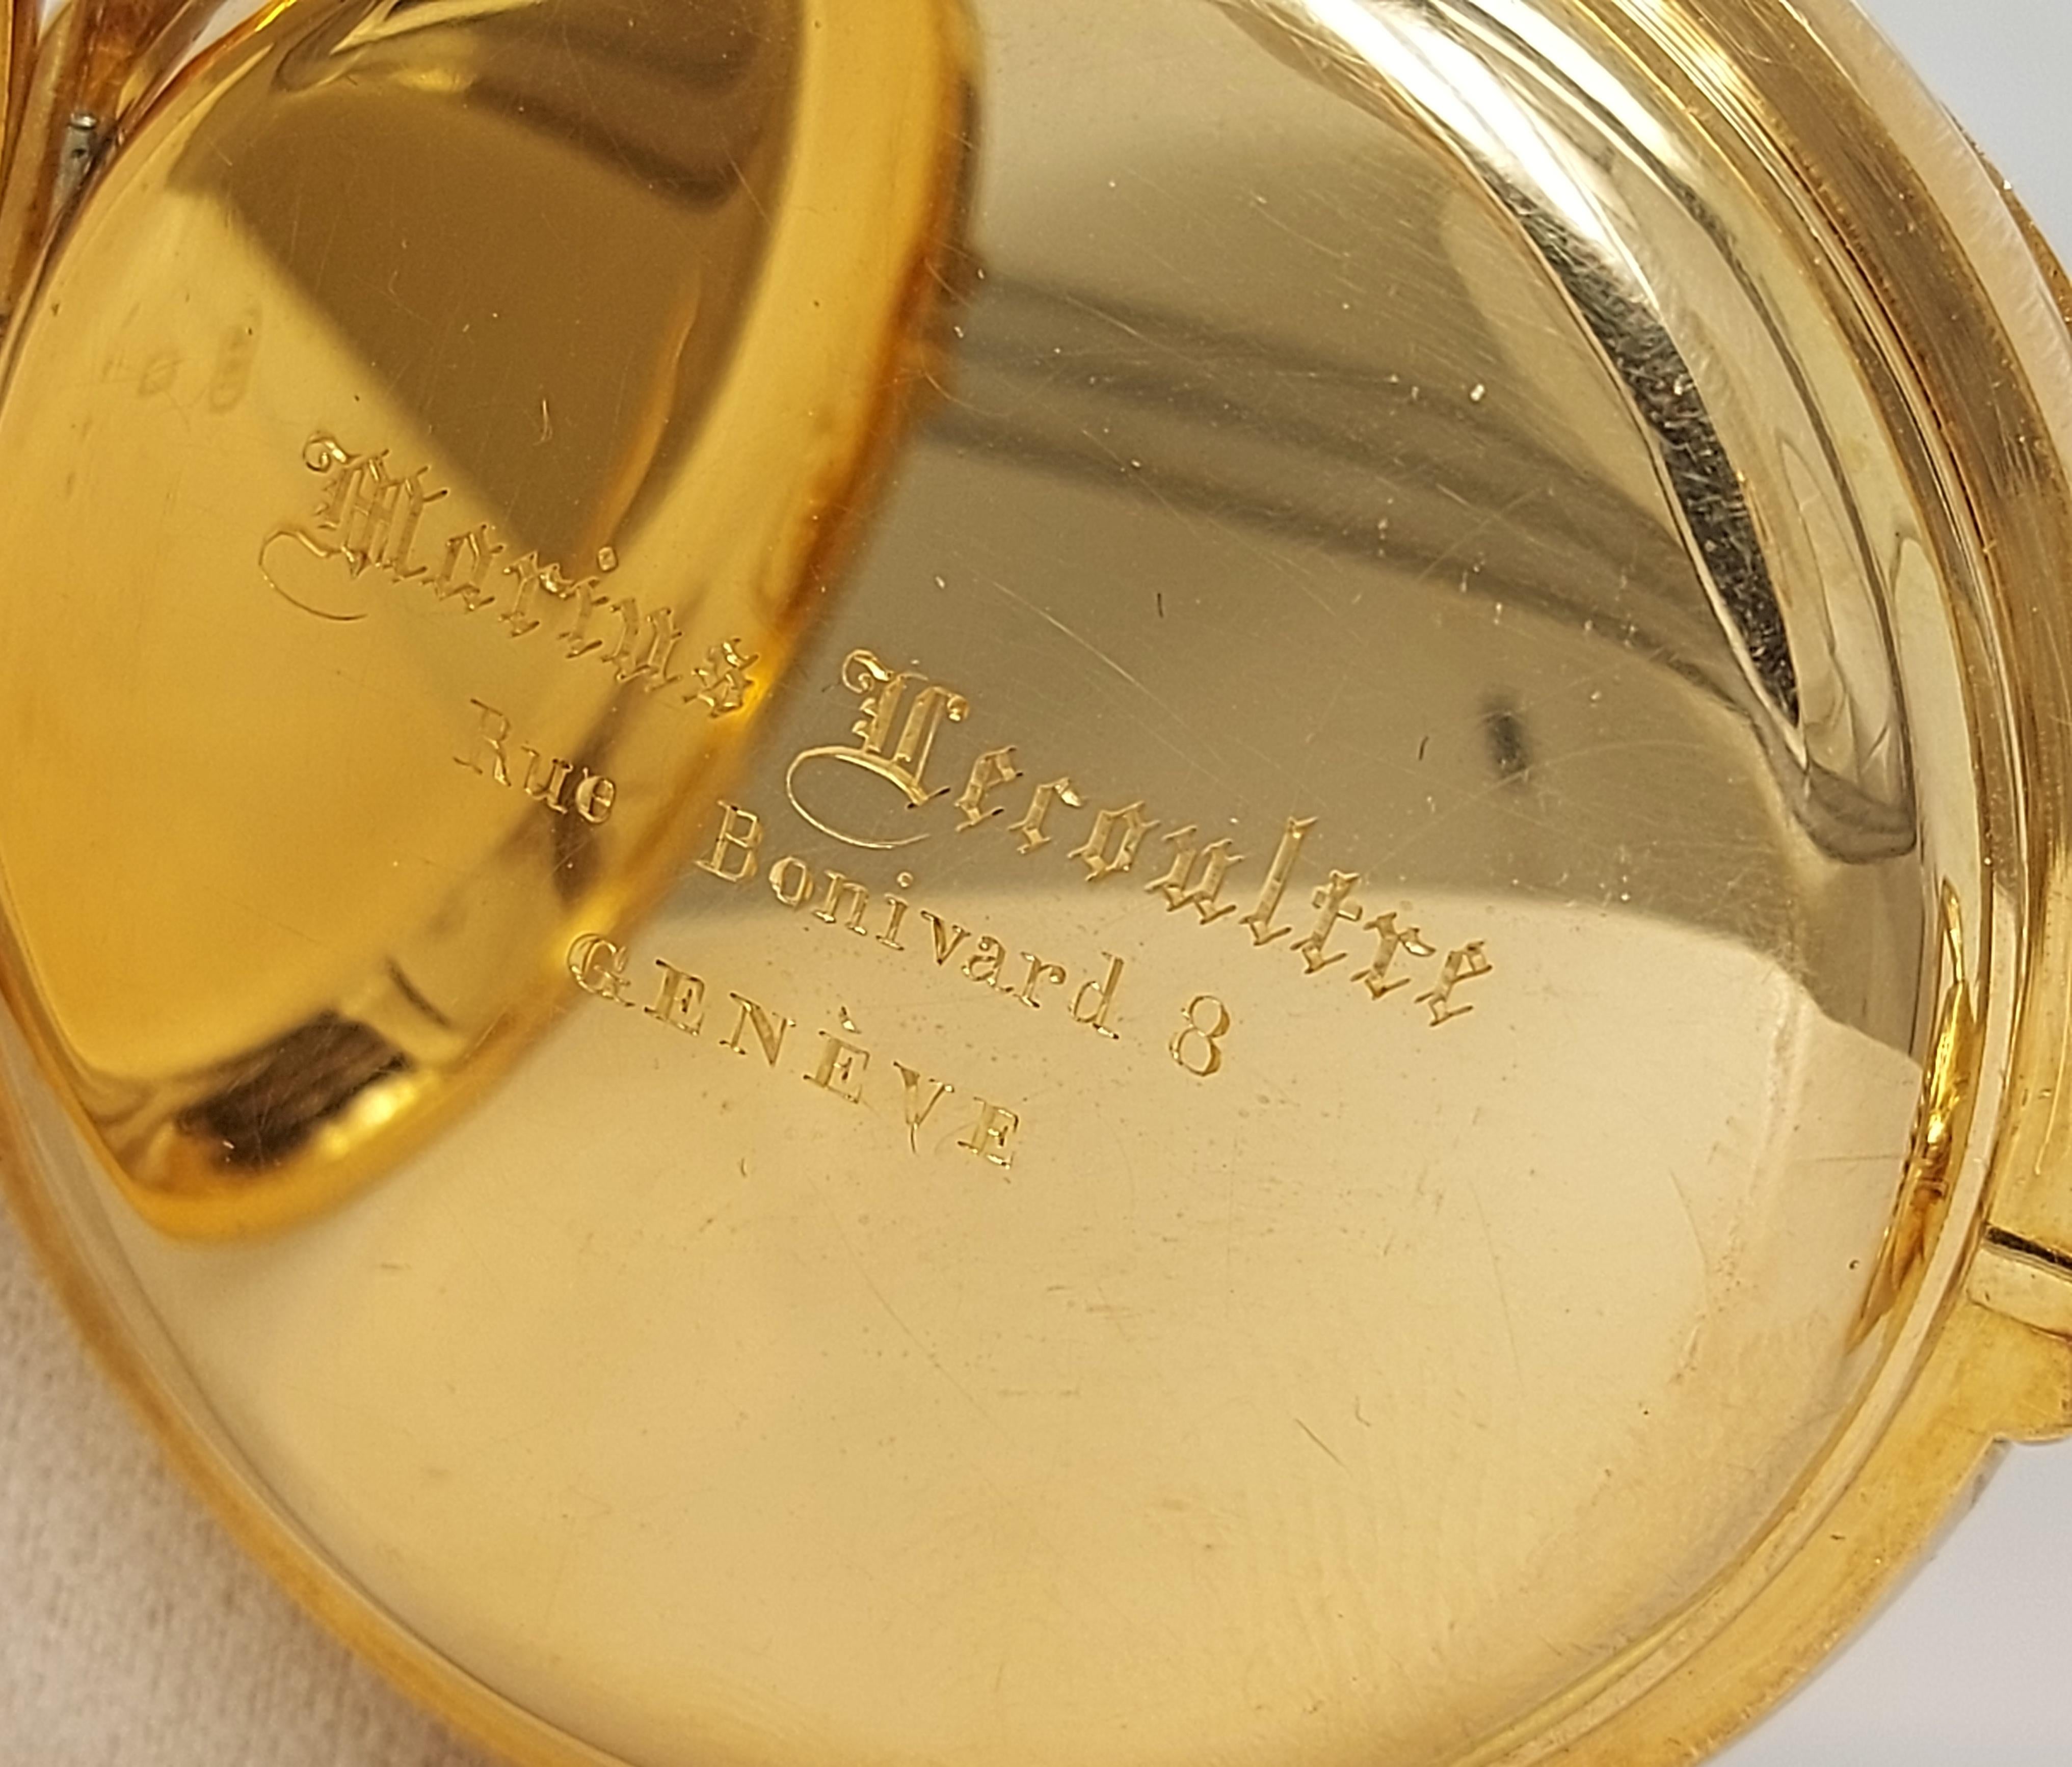 Marius Lecoultre
Rue Bonivard 8
GENÈVE